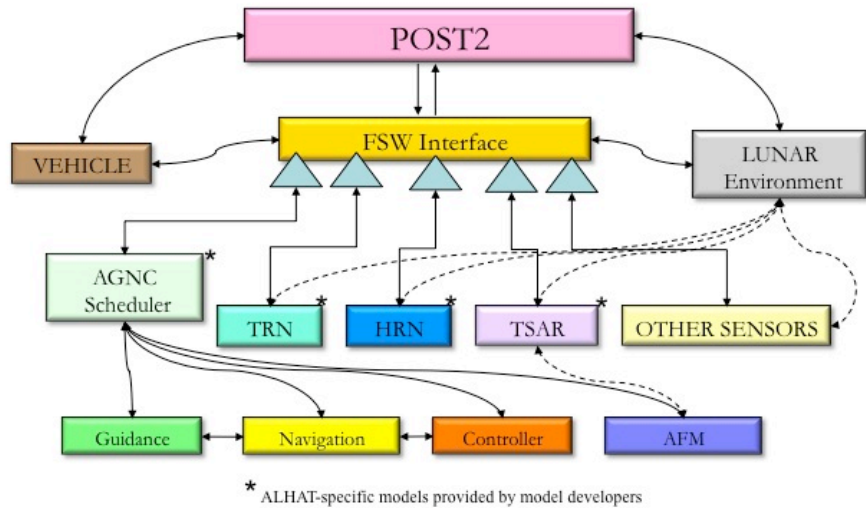 POST2
FSW Interface
VEHICLE
LUNAR
Environment
AGNC
Scheduler
*
TRN
*
HRN
*
TSAR
*
OTHER SENSORS
Guidance
Navigation
Controller
AFM
* ALHAT-specific models provided by model developers